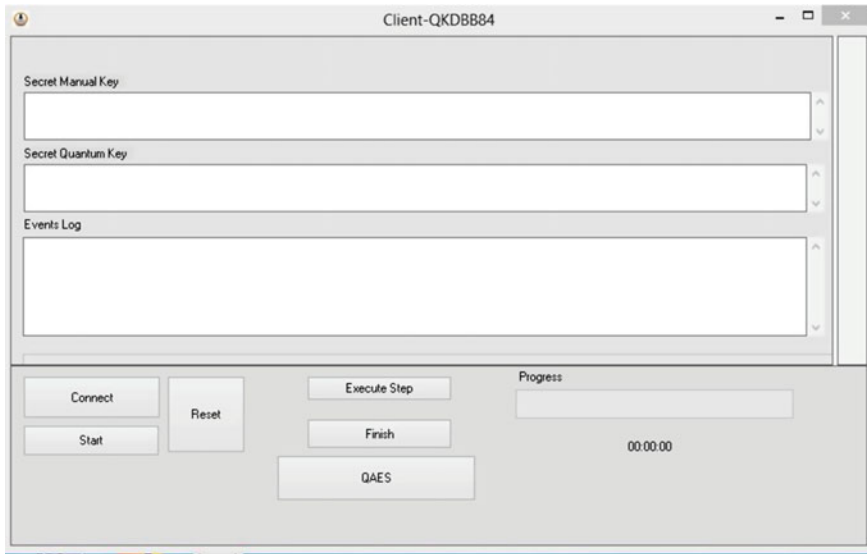 Client-QKDBB84
Secret Manual Key
Secret Quantum Key
Events Log
Connect
Reset
Start
Execute Step
Finish
QAES
Progress
00:00:00